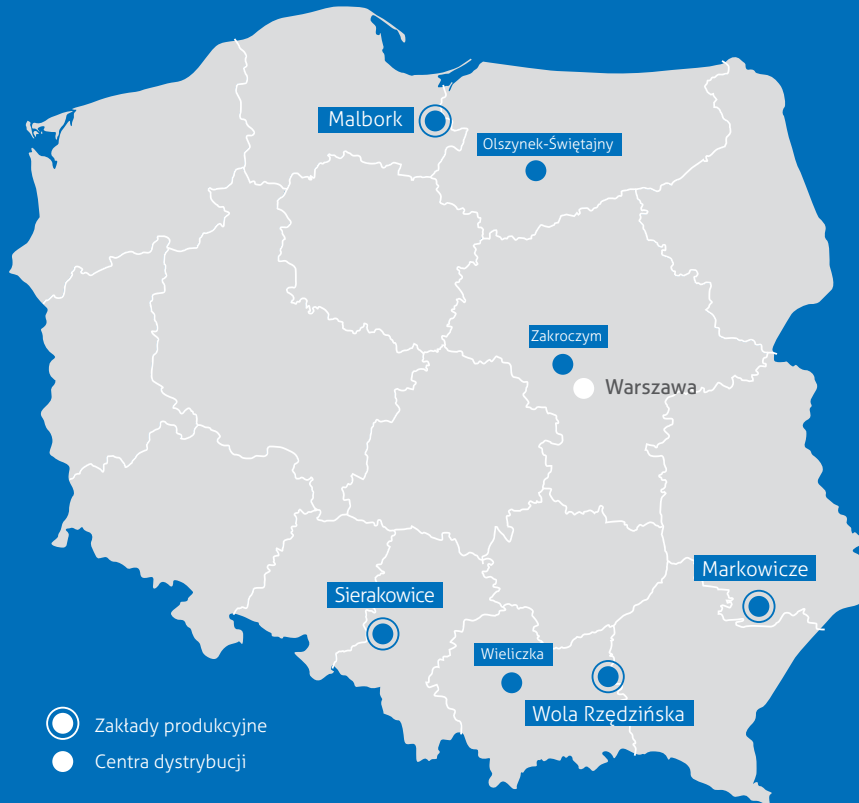 Malbork
Olszynek-Świętajny
Zakroczym
Warszawa
Markowicze
Sierakowice
Wieliczka
Wola Rzędzińska
Zakłady produkcyjne
Centra dystrybucji